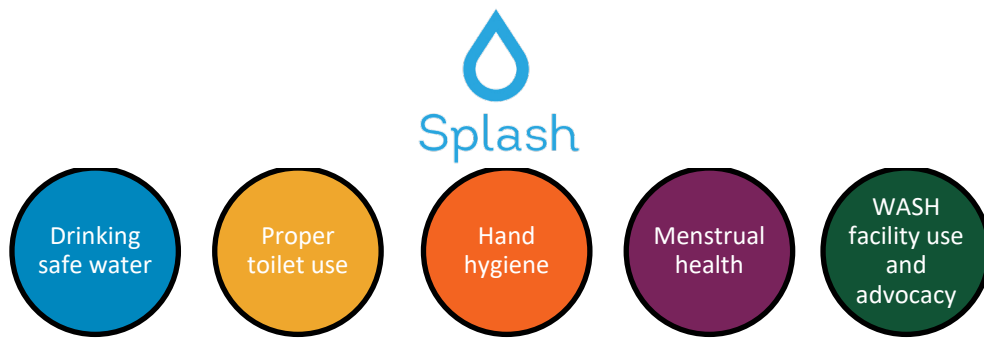 Splash
Drinking
safe water
Proper
toilet use
Hand
hygiene
Menstrual
health
WASH
facility use
and
advocacy